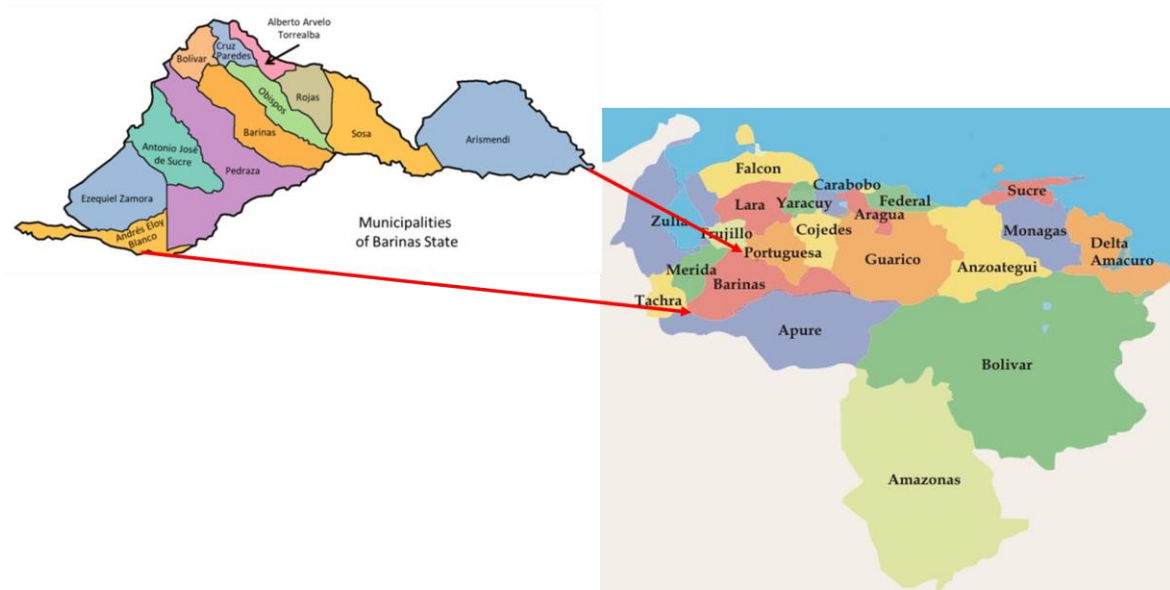 Alberto Arvelo
Torrealba
Cruz
Paredes
Bolívar
Obispos
Rojas
Barinas
Sosa
Arismendi
Antonio José
de Sucre
Pedraza
Ezequiel Zamora
Andrés Eloy
Blanco
Municipalities
of Barinas State
Falcon
Carabobo
Federal
Sucre
Lara
Yaracuy
Aragua
Zulia
Trujillo
Cojedes
Monagas
Delta
Amacuro
Portuguesa
Guarico
Anzoategui
Merida
Barinas
Tachra
Apure
Bolivar
Amazonas